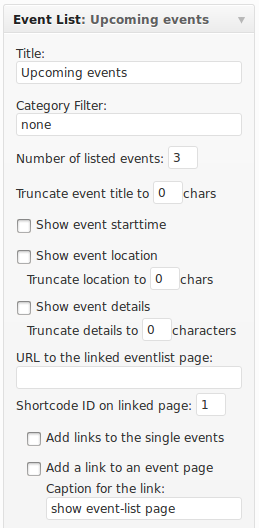 Event List: Upcoming events
Title:
Upcoming events
Category Filter:
none
Number of listed events: 3
Truncate event title to 0 chars
Show event starttime
Show event location
Truncate location to 0 chars
Show event details
Truncate details to 0 characters
URL to the linked eventlist page:
Shortcode ID on linked page: 1
Add links to the single events
Add a link to an event page
Caption for the link:
show event-list page